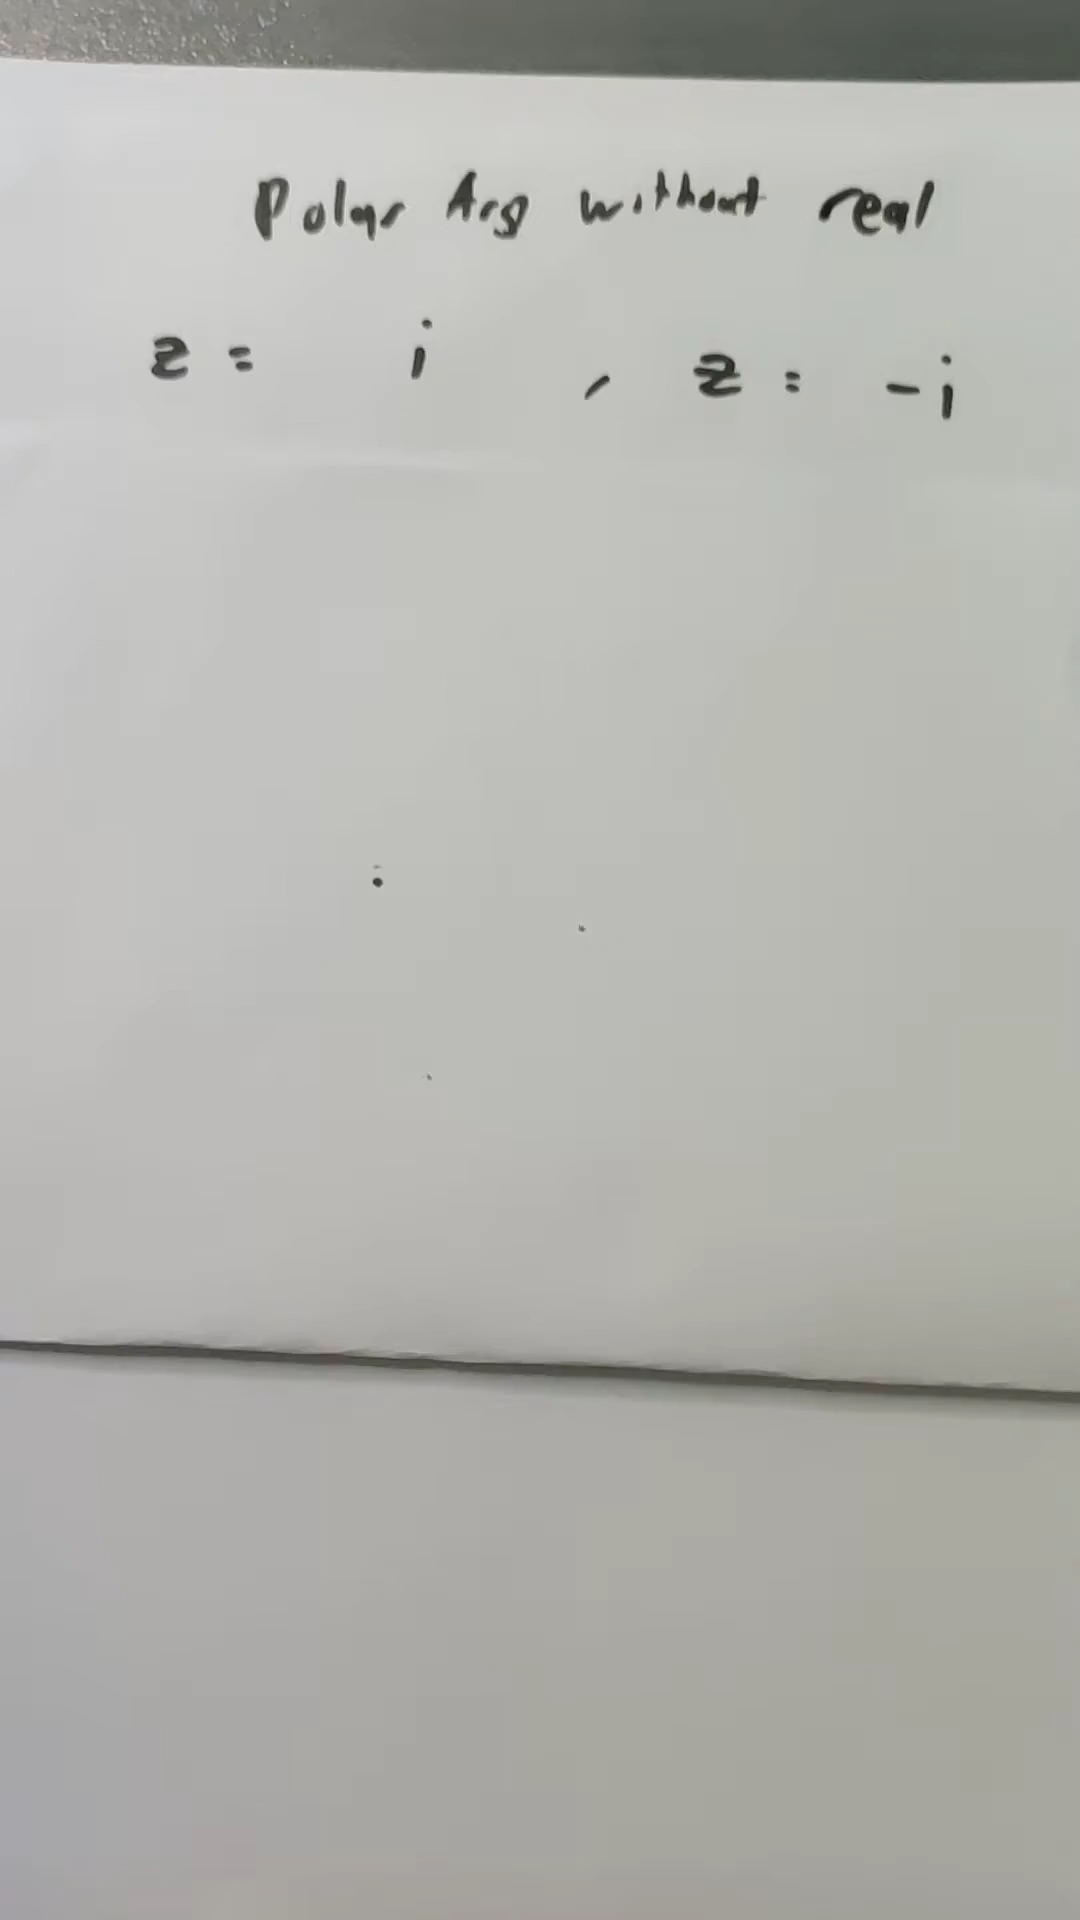 Polar Arg without real
z = i , z = -i